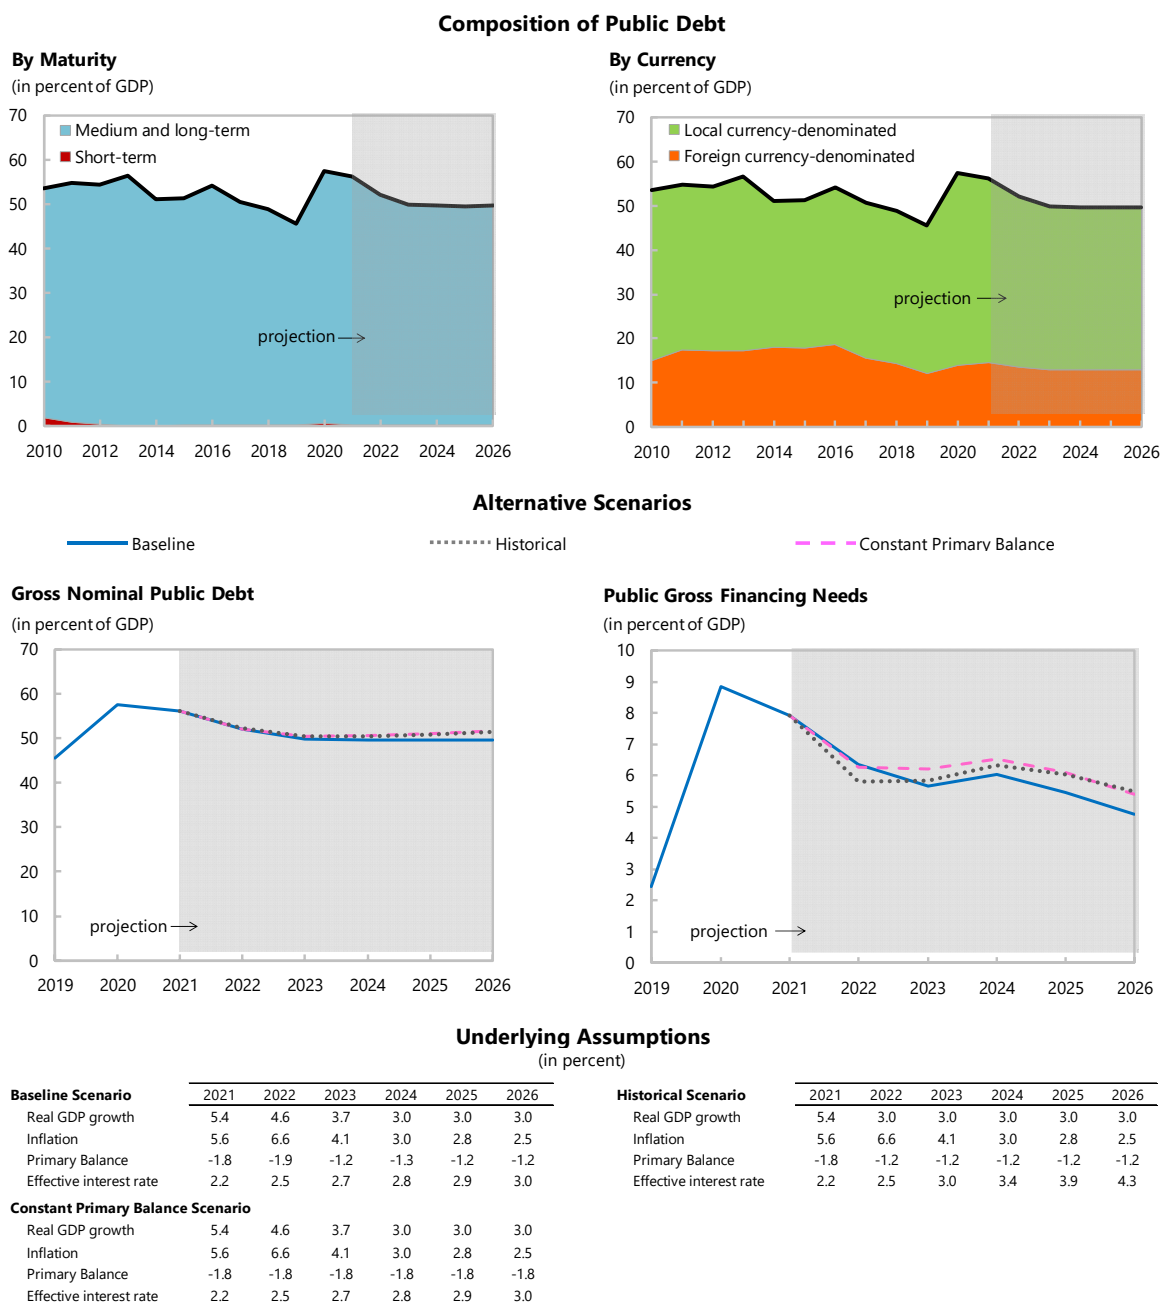 Composition of Public Debt
By Maturity
(in percent of GDP)
70
60
50
40
30
20
10
0
Medium and long-term
Short-term
projection
2010 2012 2014 2016 2018 2020 2022 2024 2026
By Currency
(in percent of GDP)
70
60
50
40
30
20
10
0
Local currency-denominated
Foreign currency-denominated
projection
2010 2012 2014 2016 2018 2020 2022 2024 2026
Alternative Scenarios
Baseline Historical Constant Primary Balance
Gross Nominal Public Debt
(in percent of GDP)
70
60
50
40
30
20
10
0
projection
2019 2020 2021 2022 2023 2024 2025 2026
Public Gross Financing Needs
(in percent of GDP)
10
9
8
7
6
5
4
3
2
1
0
projection
2019 2020 2021 2022 2023 2024 2025 2026
Underlying Assumptions
(in percent)
Baseline Scenario 2021 2022 2023 2024 2025 2026
Real GDP growth 5.4 4.6 3.7 3.0 3.0 3.0
Inflation 5.6 6.6 4.1 3.0 2.8 2.5
Primary Balance -1.8 -1.9 -1.2 -1.3 -1.2 -1.2
Effective interest rate 2.2 2.5 2.7 2.8 2.9 3.0
Constant Primary Balance Scenario
Real GDP growth 5.4 4.6 3.7 3.0 3.0 3.0
Inflation 5.6 6.6 4.1 3.0 2.8 2.5
Primary Balance -1.8 -1.8 -1.8 -1.8 -1.8 -1.8
Effective interest rate 2.2 2.5 2.7 2.8 2.9 3.0
Historical Scenario 2021 2022 2023 2024 2025 2026
Real GDP growth 5.4 3.0 3.0 3.0 3.0 3.0
Inflation 5.6 6.6 4.1 3.0 2.8 2.5
Primary Balance -1.8 -1.2 -1.2 -1.2 -1.2 -1.2
Effective interest rate 2.2 2.5 3.0 3.4 3.9 4.3